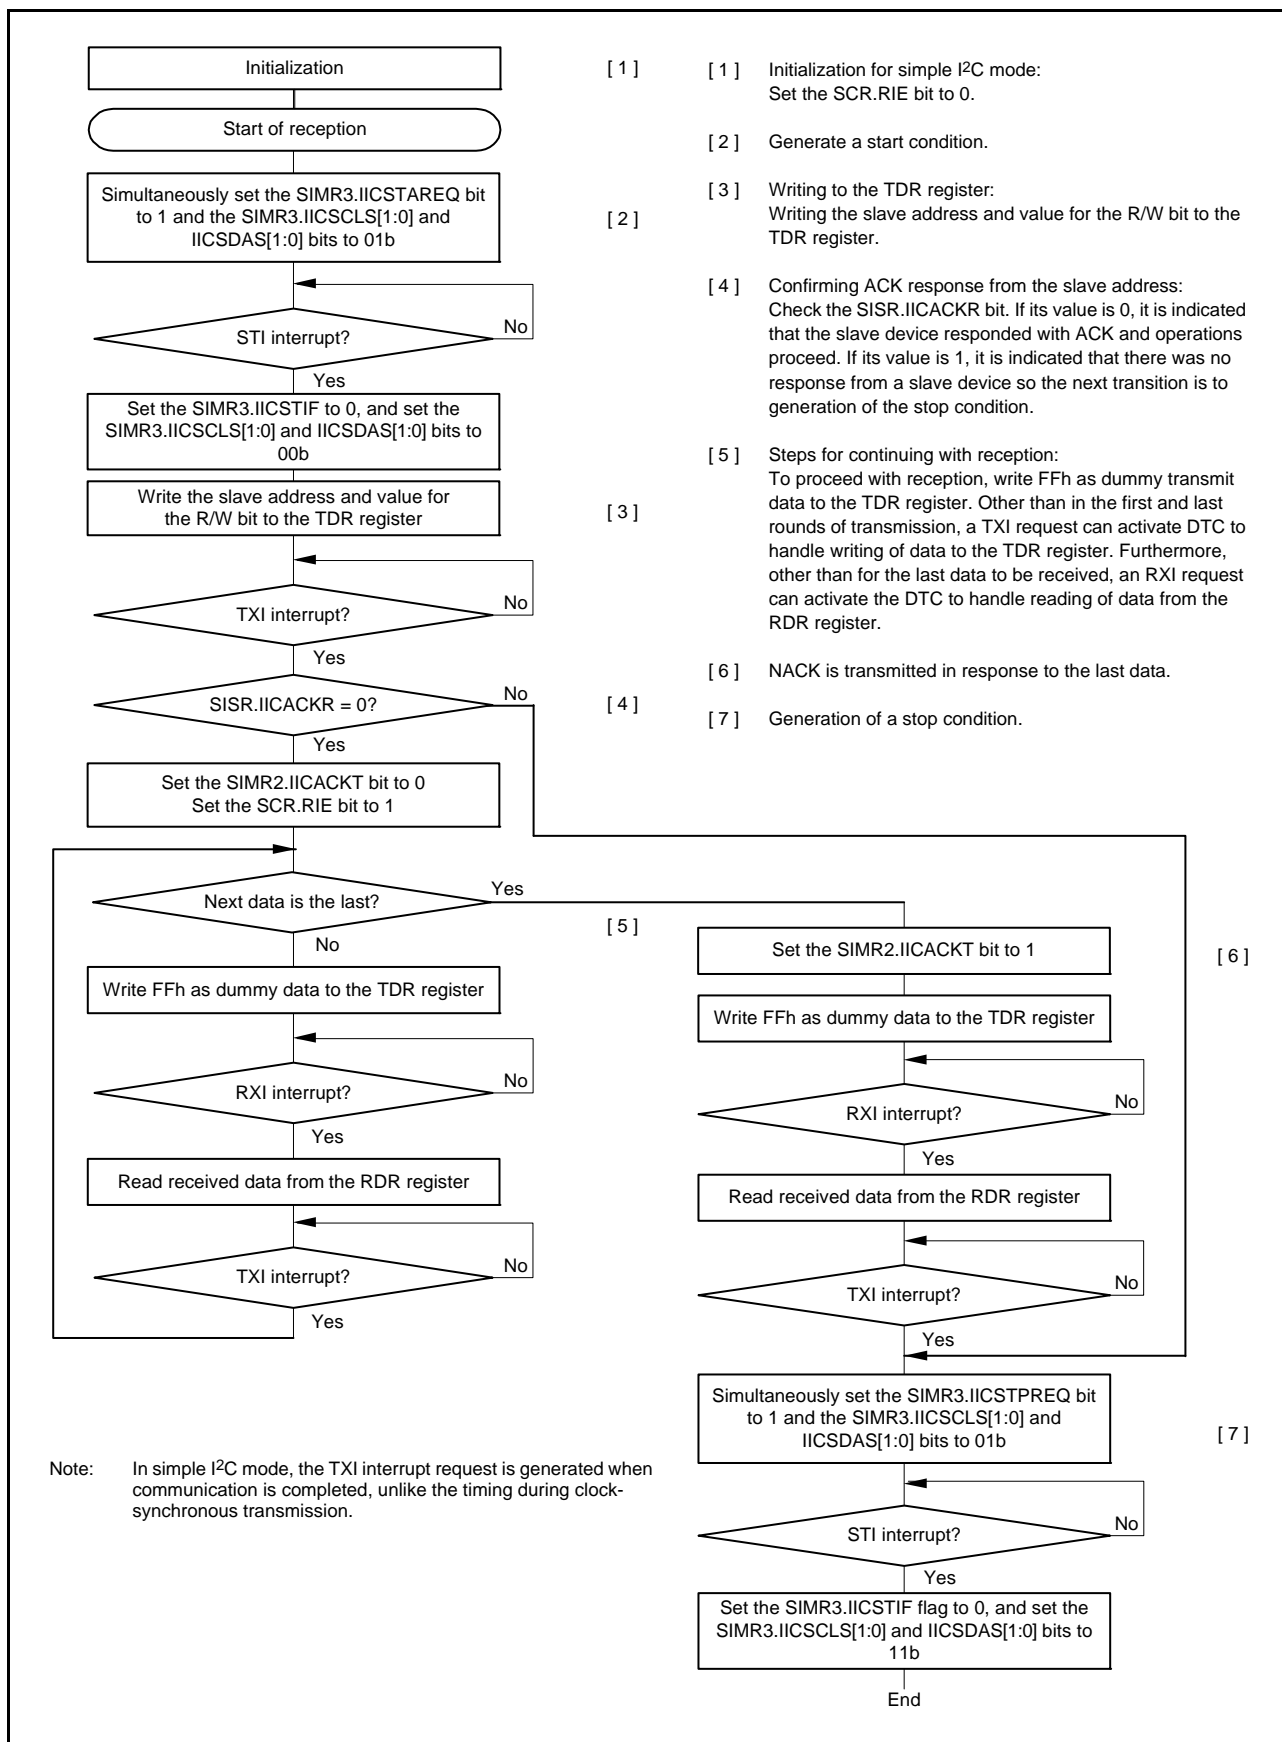 Initialization
[ 1 ]
Start of reception
Simultaneously set the SIMR3.IICSTAREQ bit
to 1 and the SIMR3.IICSCLS[1:0] and
IICSDAS[1:0] bits to 01b
[ 2 ]
STI interrupt?
No
Yes
Set the SIMR3.IICSTIF to 0, and set the
SIMR3.IICSCLS[1:0] and IICSDAS[1:0] bits to
00b
Write the slave address and value for
the R/W bit to the TDR register
[ 3 ]
TXI interrupt?
No
Yes
SISR.IICACKR = 0?
No
[ 4 ]
Yes
Set the SIMR2.IICACKT bit to 0
Set the SCR.RIE bit to 1
Next data is the last?
Yes
[ 5 ]
No
Write FFh as dummy data to the TDR register
RXI interrupt?
No
Yes
Read received data from the RDR register
TXI interrupt?
No
Yes
[ 1 ] Initialization for simple I2C mode:
Set the SCR.RIE bit to 0.
[ 2 ] Generate a start condition.
[ 3 ] Writing to the TDR register:
Writing the slave address and value for the R/W bit to the
TDR register.
[ 4 ] Confirming ACK response from the slave address:
Check the SISR.IICACKR bit. If its value is 0, it is indicated
that the slave device responded with ACK and operations
proceed. If its value is 1, it is indicated that there was no
response from a slave device so the next transition is to
generation of the stop condition.
[ 5 ] Steps for continuing with reception:
To proceed with reception, write FFh as dummy transmit
data to the TDR register. Other than in the first and last
rounds of transmission, a TXI request can activate DTC to
handle writing of data to the TDR register. Furthermore,
other than for the last data to be received, an RXI request
can activate the DTC to handle reading of data from the
RDR register.
[ 6 ] NACK is transmitted in response to the last data.
[ 7 ] Generation of a stop condition.
Set the SIMR2.IICACKT bit to 1
[ 6 ]
Write FFh as dummy data to the TDR register
RXI interrupt?
No
Yes
Read received data from the RDR register
TXI interrupt?
No
Yes
Simultaneously set the SIMR3.IICSTPREQ bit
to 1 and the SIMR3.IICSCLS[1:0] and
IICSDAS[1:0] bits to 01b
[ 7 ]
STI interrupt?
No
Yes
Set the SIMR3.IICSTIF flag to 0, and set the
SIMR3.IICSCLS[1:0] and IICSDAS[1:0] bits to
11b
End
Note: In simple I2C mode, the TXI interrupt request is generated when
communication is completed, unlike the timing during clock-
synchronous transmission.